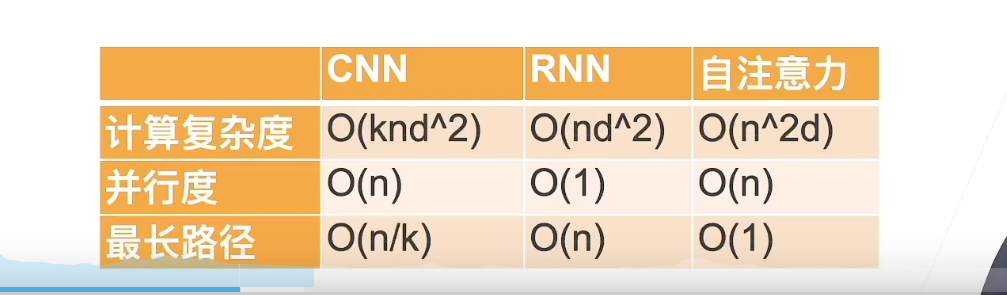 CNN RNN 自注意力
计算复杂度 O(knd^2) O(nd^2) O(n^2d)
并行度 O(n) O(1) O(n)
最长路径 O(n/k) O(n) O(1)